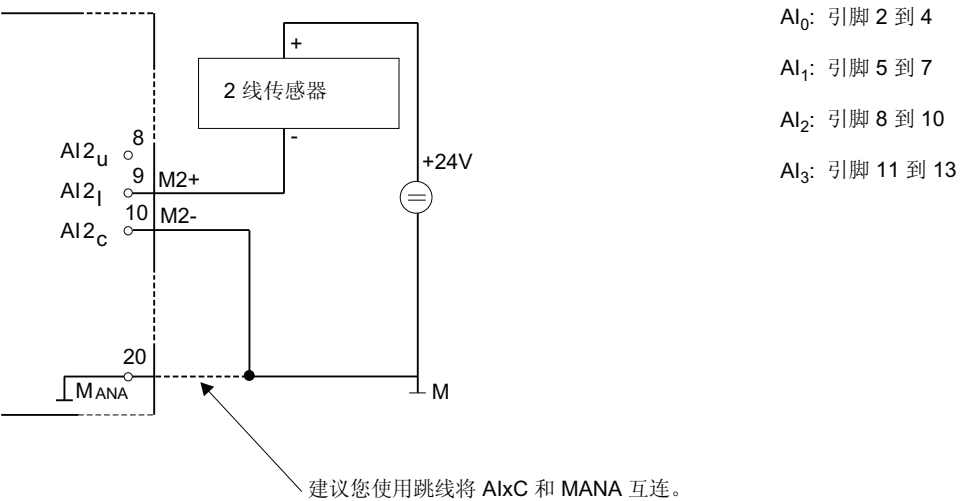 AI0: 引脚 2 到 4
AI1: 引脚 5 到 7
AI2: 引脚 8 到 10
AI3: 引脚 11 到 13
+
2 线传感器
-
+24V
AI2u 8
AI2I 9 M2+
AI2C 10 M2-
20
MANA
M
建议您使用跳线将 AIxC 和 MANA 互连。